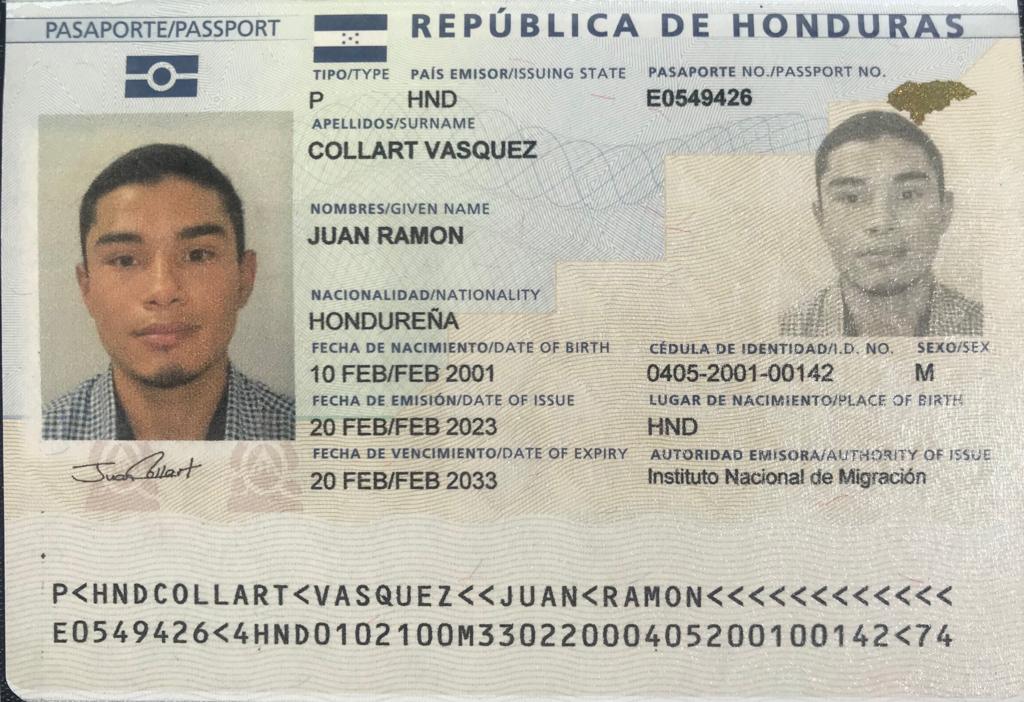 PASAPORTE/PASSPORT
REPÚBLICA DE HONDURAS
TIPO/TYPE PAÍS EMISOR/ISSUING STATE PASAPORTE NO./PASSPORT NO.
P HND E0549426
APELLIDOS/SURNAME
COLLART VASQUEZ
NOMBRES/GIVEN NAME
JUAN RAMON
NACIONALIDAD/NATIONALITY
HONDUREÑA
FECHA DE NACIMIENTO/DATE OF BIRTH CÉDULA DE IDENTIDAD/I.D. NO. SEXO/SEX
10 FEB/FEB 2001 0405-2001-00142 M
FECHA DE EMISIÓN/DATE OF ISSUE LUGAR DE NACIMIENTO/PLACE OF BIRTH
20 FEB/FEB 2023 HND
FECHA DE VENCIMIENTO/DATE OF EXPIRY AUTORIDAD EMISORA/AUTHORITY OF ISSUE
20 FEB/FEB 2033 Instituto Nacional de Migración
Juan Collart
P<HNDCOLLART<VASQUEZ<<JUAN<RAMON<<<<<<<<<<<<
E0549426<4HND0102100M3302200040520010​0142<74